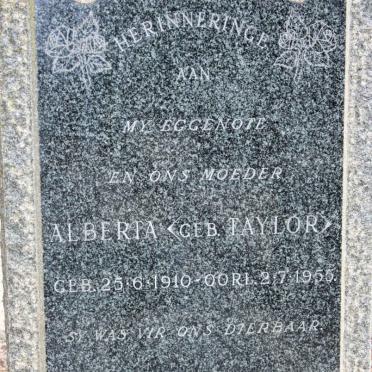 HERINNERINGE
AAN
MY EGGENOTE
EN ONS MOEDER
ALBERTA <GEB. TAYLOR>
GEB. 25·6·1910-OORL. 2·7·1955.
SY WAS VIR ONS DIERBAAR.